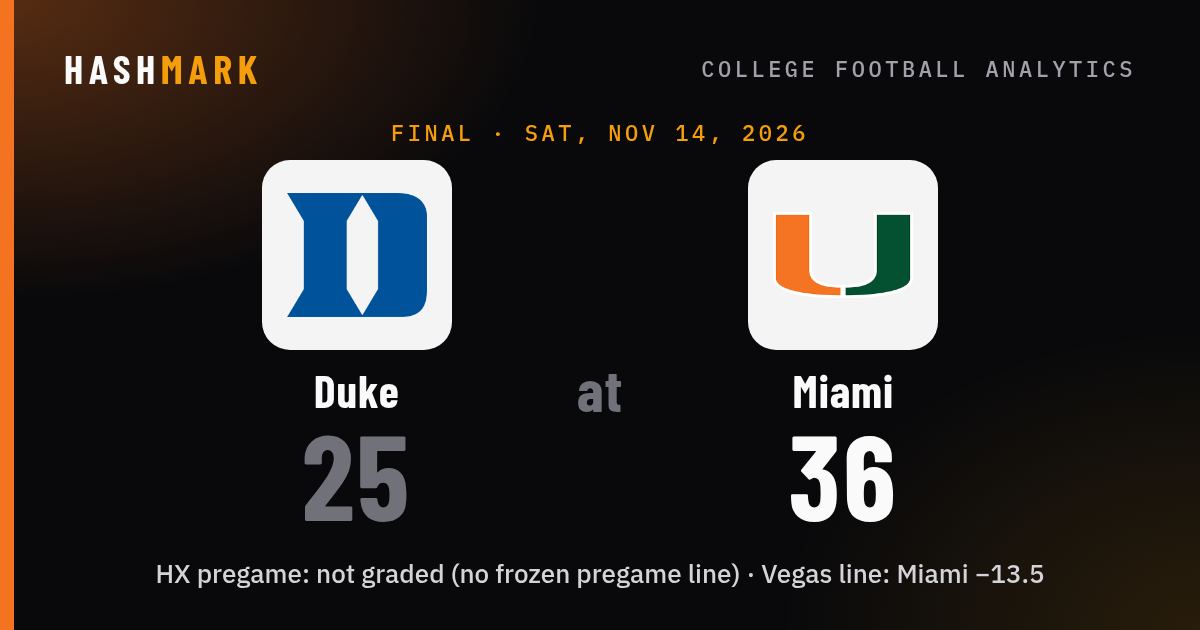 HASHMARK
COLLEGE FOOTBALL ANALYTICS
FINAL · SAT, NOV 14, 2026
D
U
Duke
at
Miami
25
36
HX pregame: not graded (no frozen pregame line) · Vegas line: Miami −13.5